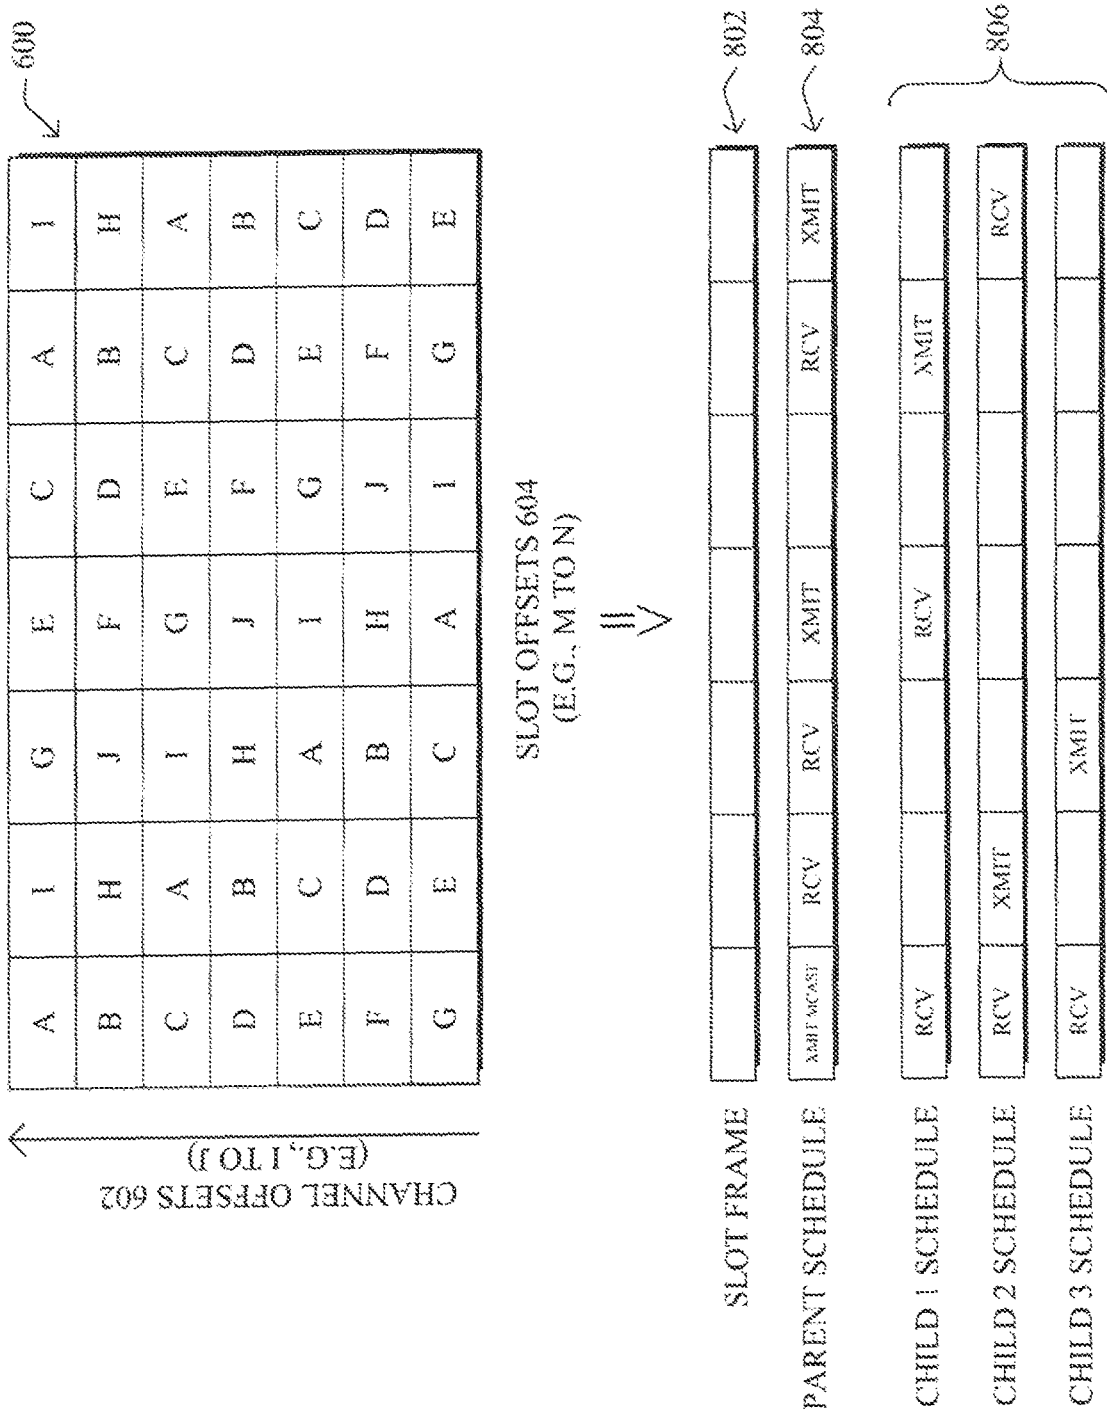 600
CHANNEL OFFSETS 602
(E.G., I TO J)
A I G E C A I
B H J F D B H
C A I G E C A
D B H J F D B
E C A I G E C
F D B H J F D
G E C A I G E
SLOT OFFSETS 604
(E.G., M TO N)
SLOT FRAME 802
PARENT SCHEDULE XMIT MCAST RCV RCV XMIT RCV XMIT 804
CHILD 1 SCHEDULE RCV RCV XMIT
CHILD 2 SCHEDULE RCV XMIT RCV
CHILD 3 SCHEDULE RCV XMIT
806